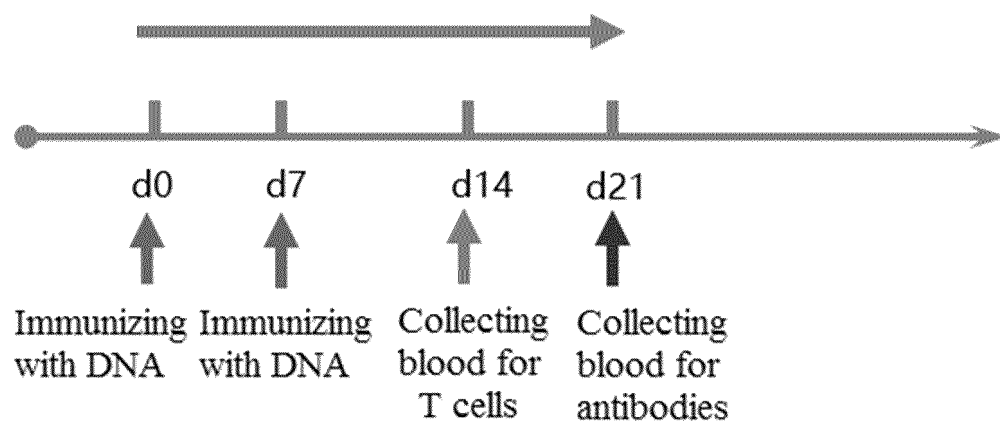 d0 d7 d14 d21
Immunizing Immunizing Collecting Collecting
with DNA with DNA blood for blood for
T cells antibodies